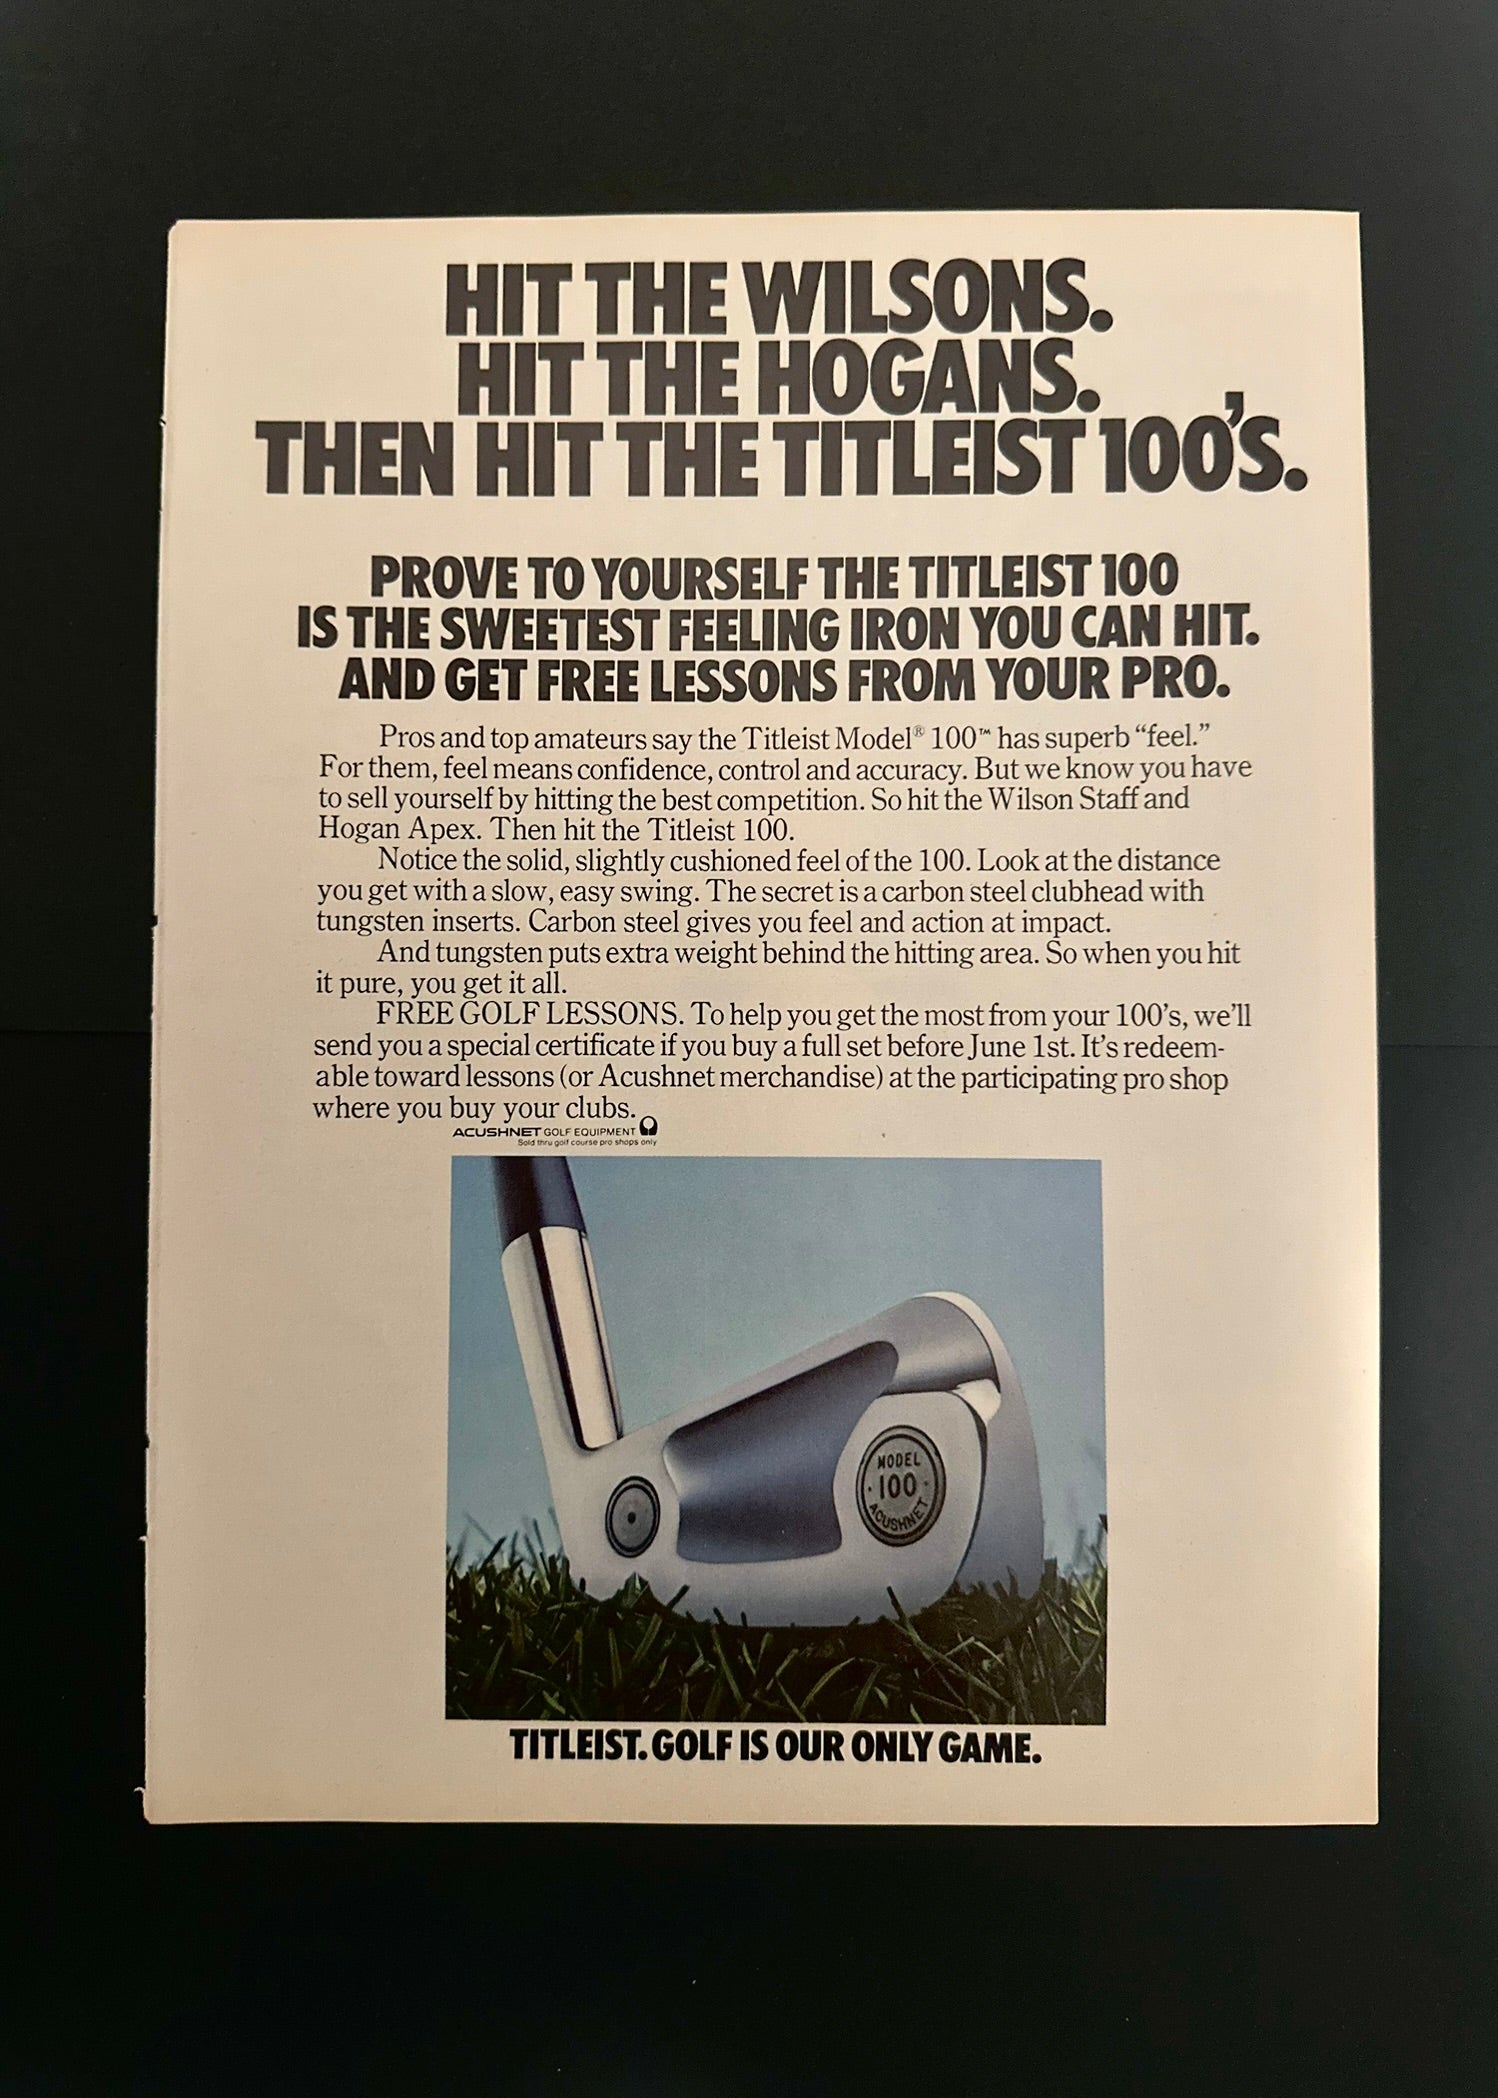 HIT THE WILSONS.
HIT THE HOGANS.
THEN HIT THE TITLEIST 100'S.
PROVE TO YOURSELF THE TITLEIST 100
IS THE SWEETEST FEELING IRON YOU CAN HIT.
AND GET FREE LESSONS FROM YOUR PRO.
Pros and top amateurs say the Titleist Model® 100™ has superb “feel.”
For them, feel means confidence, control and accuracy. But we know you have
to sell yourself by hitting the best competition. So hit the Wilson Staff and
Hogan Apex. Then hit the Titleist 100.
Notice the solid, slightly cushioned feel of the 100. Look at the distance
you get with a slow, easy swing. The secret is a carbon steel clubhead with
tungsten inserts. Carbon steel gives you feel and action at impact.
And tungsten puts extra weight behind the hitting area. So when you hit
it pure, you get it all.
FREE GOLF LESSONS. To help you get the most from your 100's, we'll
send you a special certificate if you buy a full set before June 1st. It's redeem-
able toward lessons (or Acushnet merchandise) at the participating pro shop
where you buy your clubs.
ACUSHNET GOLF EQUIPMENT
Sold thru golf course pro shops only
MODEL
100
ACUSHNET
TITLEIST. GOLF IS OUR ONLY GAME.